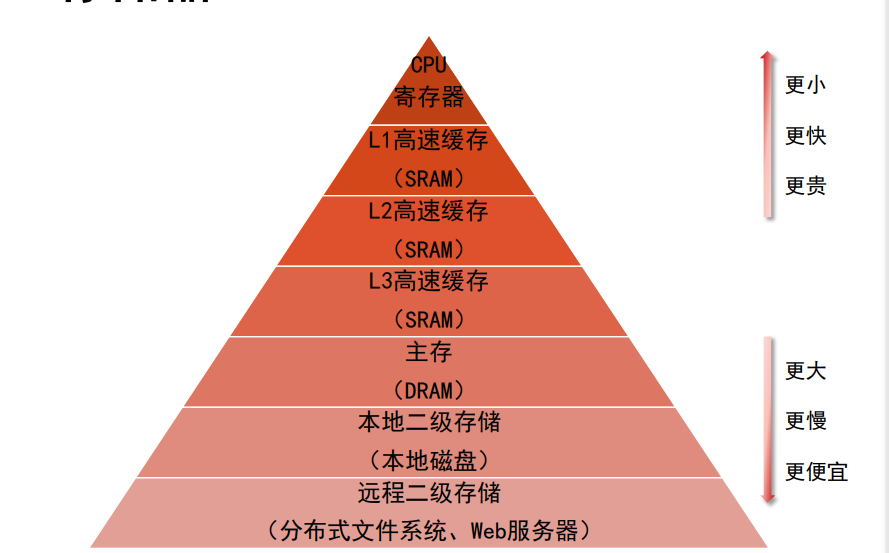 CPU
寄存器
L1高速缓存
（SRAM）
L2高速缓存
（SRAM）
L3高速缓存
（SRAM）
主存
（DRAM）
本地二级存储
（本地磁盘）
远程二级存储
（分布式文件系统、Web服务器）
更小
更快
更贵
更大
更慢
更便宜